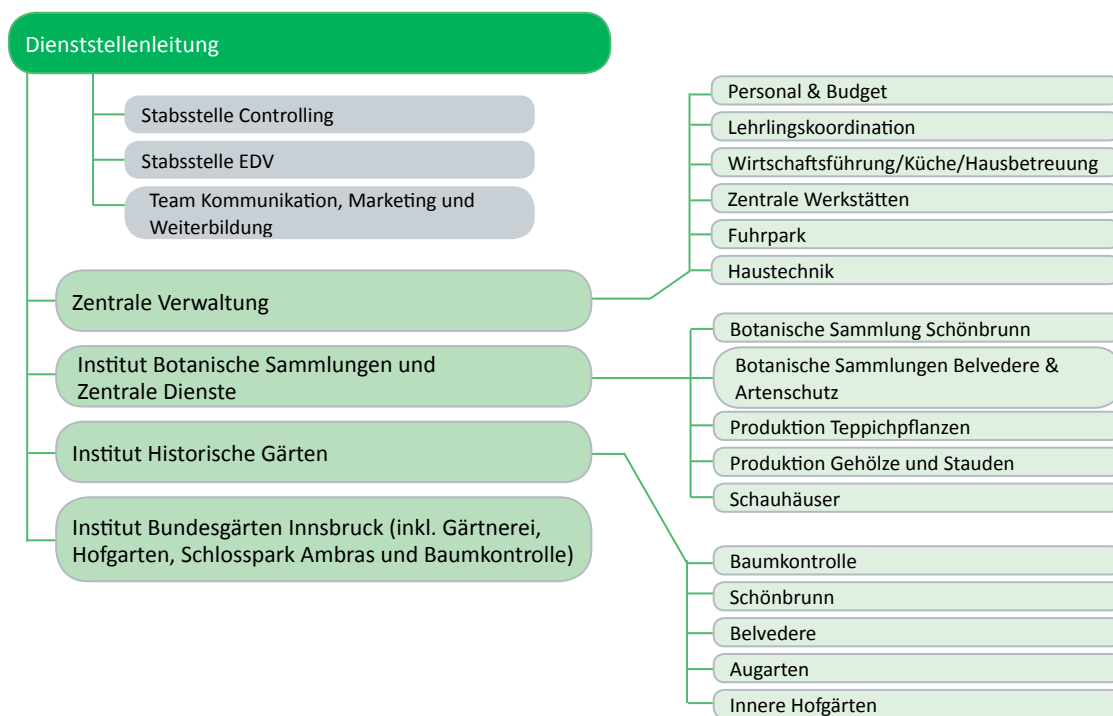 Dienststellenleitung
Stabsstelle Controlling
Stabsstelle EDV
Team Kommunikation, Marketing und
Weiterbildung
Zentrale Verwaltung
Institut Botanische Sammlungen und
Zentrale Dienste
Institut Historische Gärten
Institut Bundesgärten Innsbruck (inkl. Gärtnerei,
Hofgarten, Schlosspark Ambras und Baumkontrolle)
Personal & Budget
Lehrlingskoordination
Wirtschaftsführung/Küche/Hausbetreuung
Zentrale Werkstätten
Fuhrpark
Haustechnik
Botanische Sammlung Schönbrunn
Botanische Sammlungen Belvedere &
Artenschutz
Produktion Teppichpflanzen
Produktion Gehölze und Stauden
Schauhäuser
Baumkontrolle
Schönbrunn
Belvedere
Augarten
Innere Hofgärten